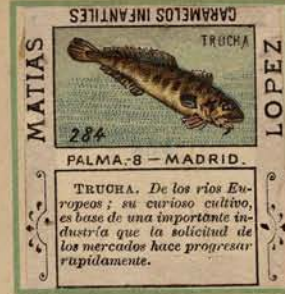 CARAMELOS INFANTILES
MATIAS
LOPEZ
TRUCHA
284
PALMA.-8 — MADRID.
TRUCHA. De los rios Eu-
ropeos; su curioso cultivo,
es base de una importante in-
dustria que la solicitud de
los mercados hace progresar
rapidamente.